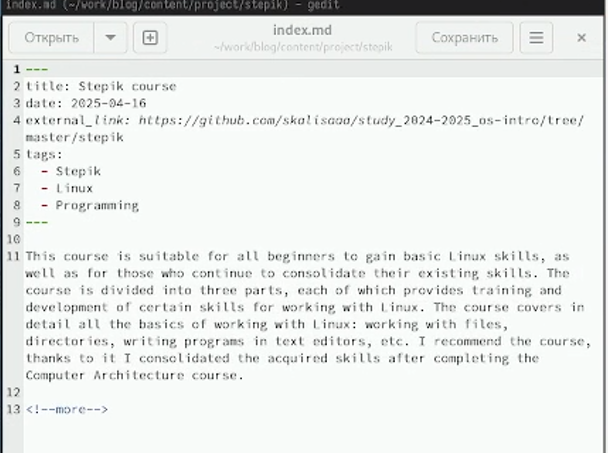 index.md (~/work/blog/content/project/stepik) - gedit
Открыть
index.md
~/work/blog/content/project/stepik
Сохранить
1 ---
2 title: Stepik course
3 date: 2025-04-16
4 external_link: https://github.com/skalisaaa/study_2024-2025_os-intro/tree/
master/stepik
5 tags:
6 - Stepik
7 - Linux
8 - Programming
9 ---
10
11 This course is suitable for all beginners to gain basic Linux skills, as
well as for those who continue to consolidate their existing skills. The
course is divided into three parts, each of which provides training and
development of certain skills for working with Linux. The course covers in
detail all the basics of working with Linux: working with files,
directories, writing programs in text editors, etc. I recommend the course,
thanks to it I consolidated the acquired skills after completing the
Computer Architecture course.
12
13 <!--more-->